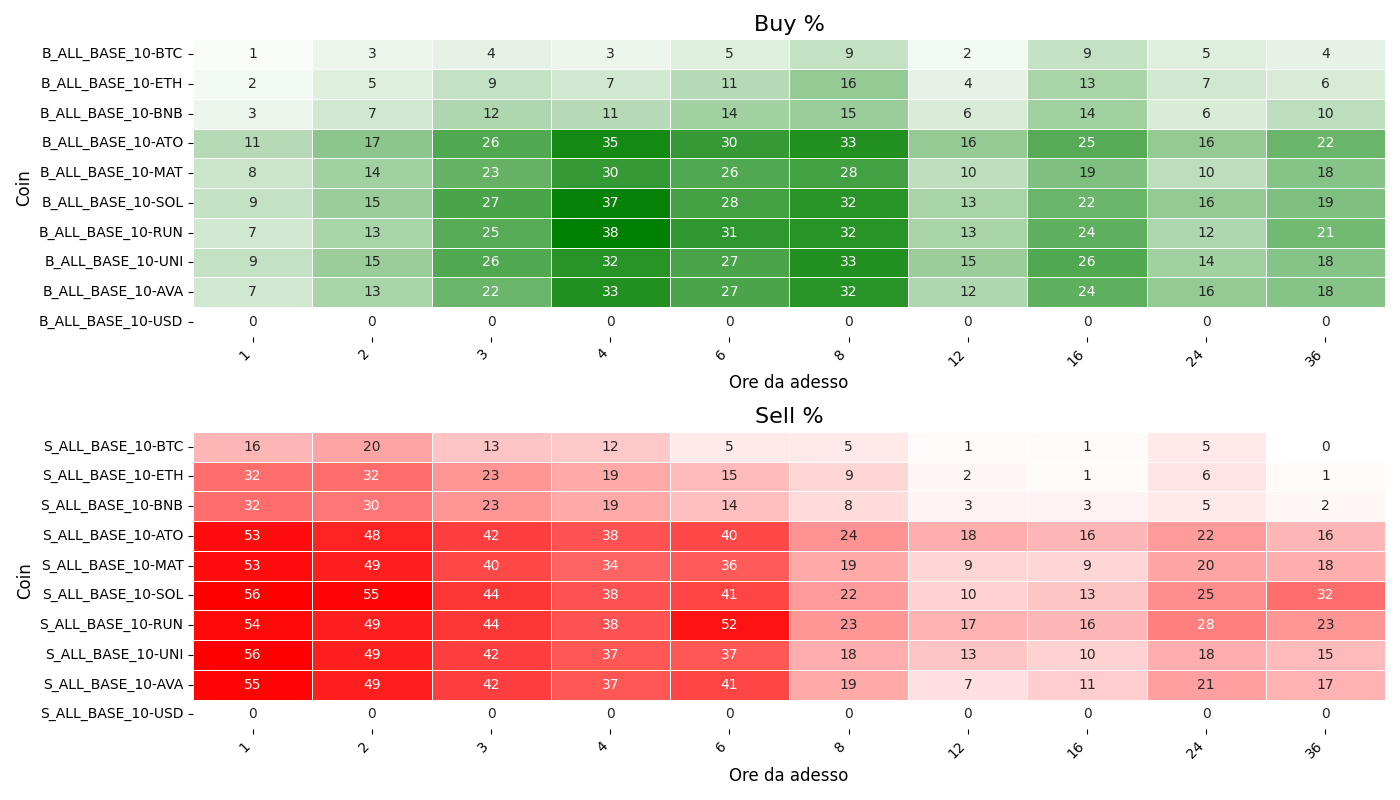 Buy %
Coin
B_ALL_BASE_10-BTC 1 3 4 3 5 9 2 9 5 4
B_ALL_BASE_10-ETH 2 5 9 7 11 16 4 13 7 6
B_ALL_BASE_10-BNB 3 7 12 11 14 15 6 14 6 10
B_ALL_BASE_10-ATO 11 17 26 35 30 33 16 25 16 22
B_ALL_BASE_10-MAT 8 14 23 30 26 28 10 19 10 18
B_ALL_BASE_10-SOL 9 15 27 37 28 32 13 22 16 19
B_ALL_BASE_10-RUN 7 13 25 38 31 32 13 24 12 21
B_ALL_BASE_10-UNI 9 15 26 32 27 33 15 26 14 18
B_ALL_BASE_10-AVA 7 13 22 33 27 32 12 24 16 18
B_ALL_BASE_10-USD 0 0 0 0 0 0 0 0 0 0
1 2 3 4 6 8 12 16 24 36
Ore da adesso
Sell %
Coin
S_ALL_BASE_10-BTC 16 20 13 12 5 5 1 1 5 0
S_ALL_BASE_10-ETH 32 32 23 19 15 9 2 1 6 1
S_ALL_BASE_10-BNB 32 30 23 19 14 8 3 3 5 2
S_ALL_BASE_10-ATO 53 48 42 38 40 24 18 16 22 16
S_ALL_BASE_10-MAT 53 49 40 34 36 19 9 9 20 18
S_ALL_BASE_10-SOL 56 55 44 38 41 22 10 13 25 32
S_ALL_BASE_10-RUN 54 49 44 38 52 23 17 16 28 23
S_ALL_BASE_10-UNI 56 49 42 37 37 18 13 10 18 15
S_ALL_BASE_10-AVA 55 49 42 37 41 19 7 11 21 17
S_ALL_BASE_10-USD 0 0 0 0 0 0 0 0 0 0
1 2 3 4 6 8 12 16 24 36
Ore da adesso